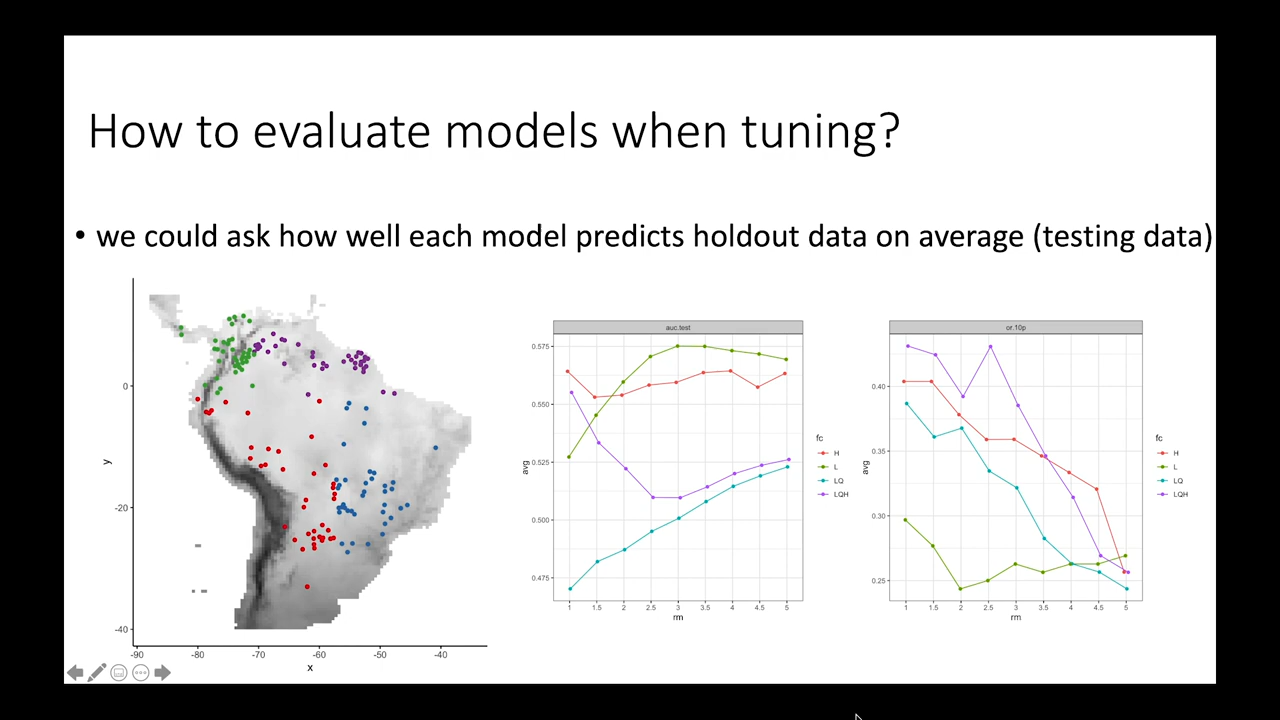 How to evaluate models when tuning?
• we could ask how well each model predicts holdout data on average (testing data)
y
0
-20
-40
-90 -80 -70 -60 -50 -40
x
auc.test
avg
0.575
0.550
0.525
0.500
0.475
1 1.5 2 2.5 3 3.5 4 4.5 5
rm
fc
H
L
LQ
LQH
or.10p
avg
0.40
0.35
0.30
0.25
1 1.5 2 2.5 3 3.5 4 4.5 5
rm
fc
H
L
LQ
LQH